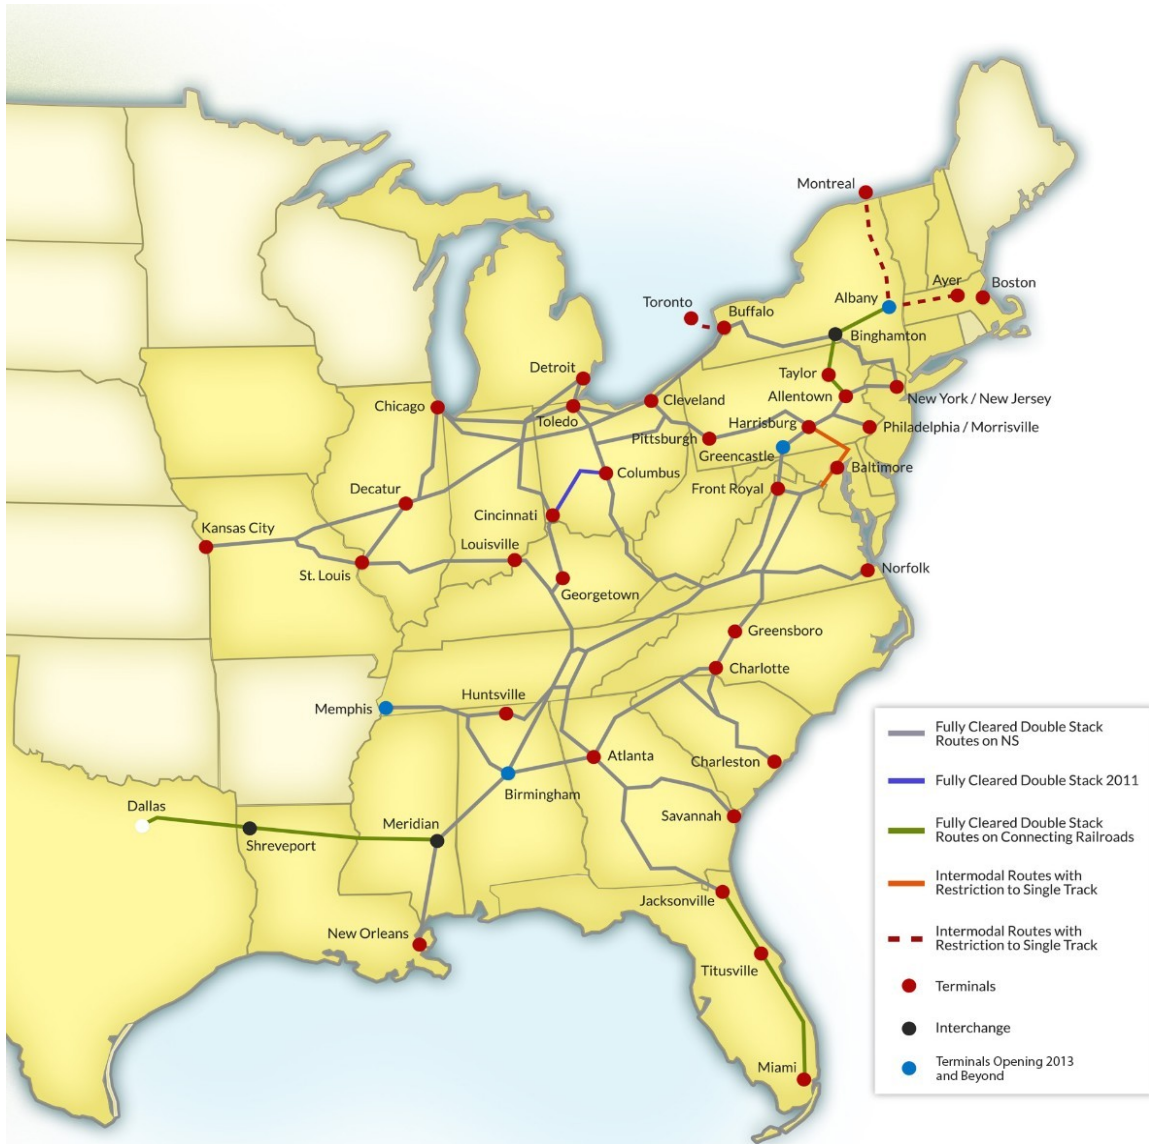 Montreal
Ayer
Boston
Albany
Toronto
Buffalo
Binghamton
Detroit
Taylor
Allentown
New York / New Jersey
Chicago
Toledo
Cleveland
Harrisburg
Philadelphia / Morrisville
Pittsburgh
Greencastle
Baltimore
Columbus
Front Royal
Decatur
Cincinnati
Kansas City
Louisville
St. Louis
Norfolk
Georgetown
Greensboro
Charlotte
Huntsville
Memphis
Atlanta
Charleston
Birmingham
Dallas
Meridian
Savannah
Shreveport
Jacksonville
New Orleans
Titusville
Miami
Fully Cleared Double Stack
Routes on NS
Fully Cleared Double Stack 2011
Fully Cleared Double Stack
Routes on Connecting Railroads
Intermodal Routes with
Restriction to Single Track
Intermodal Routes with
Restriction to Single Track
Terminals
Interchange
Terminals Opening 2013
and Beyond